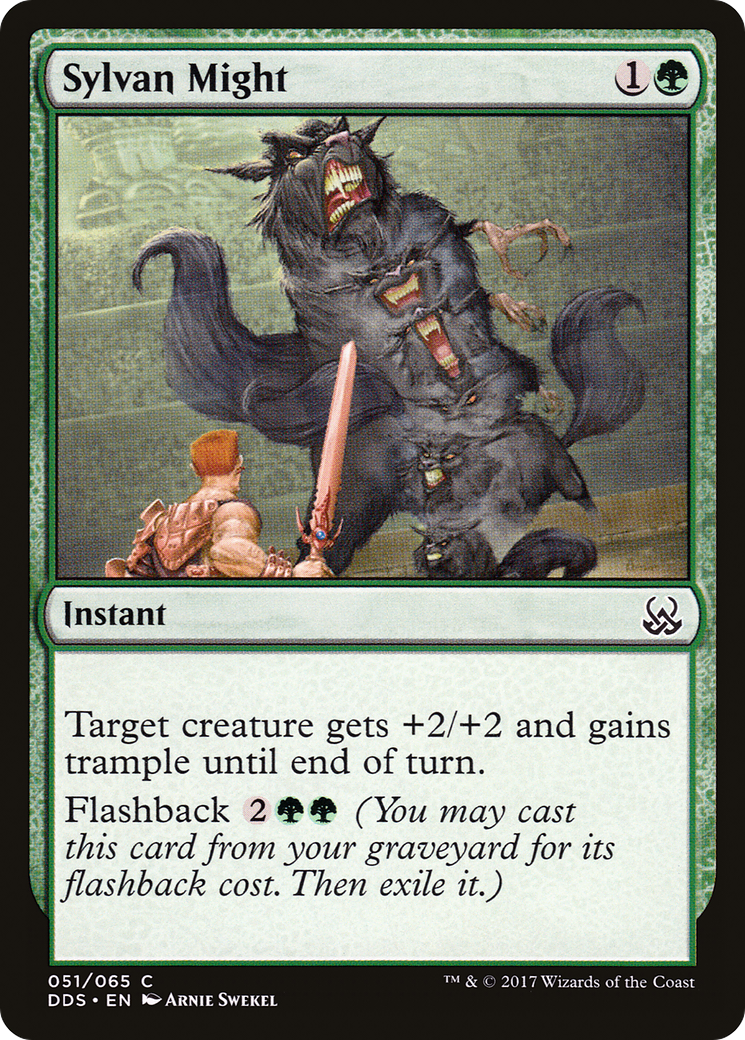 Sylvan Might 1
Instant
Target creature gets +2/+2 and gains
trample until end of turn.
Flashback 2 (You may cast
this card from your graveyard for its
flashback cost. Then exile it.)
051/065 C
™ & © 2017 Wizards of the Coast
DDS • EN Arnie Swekel